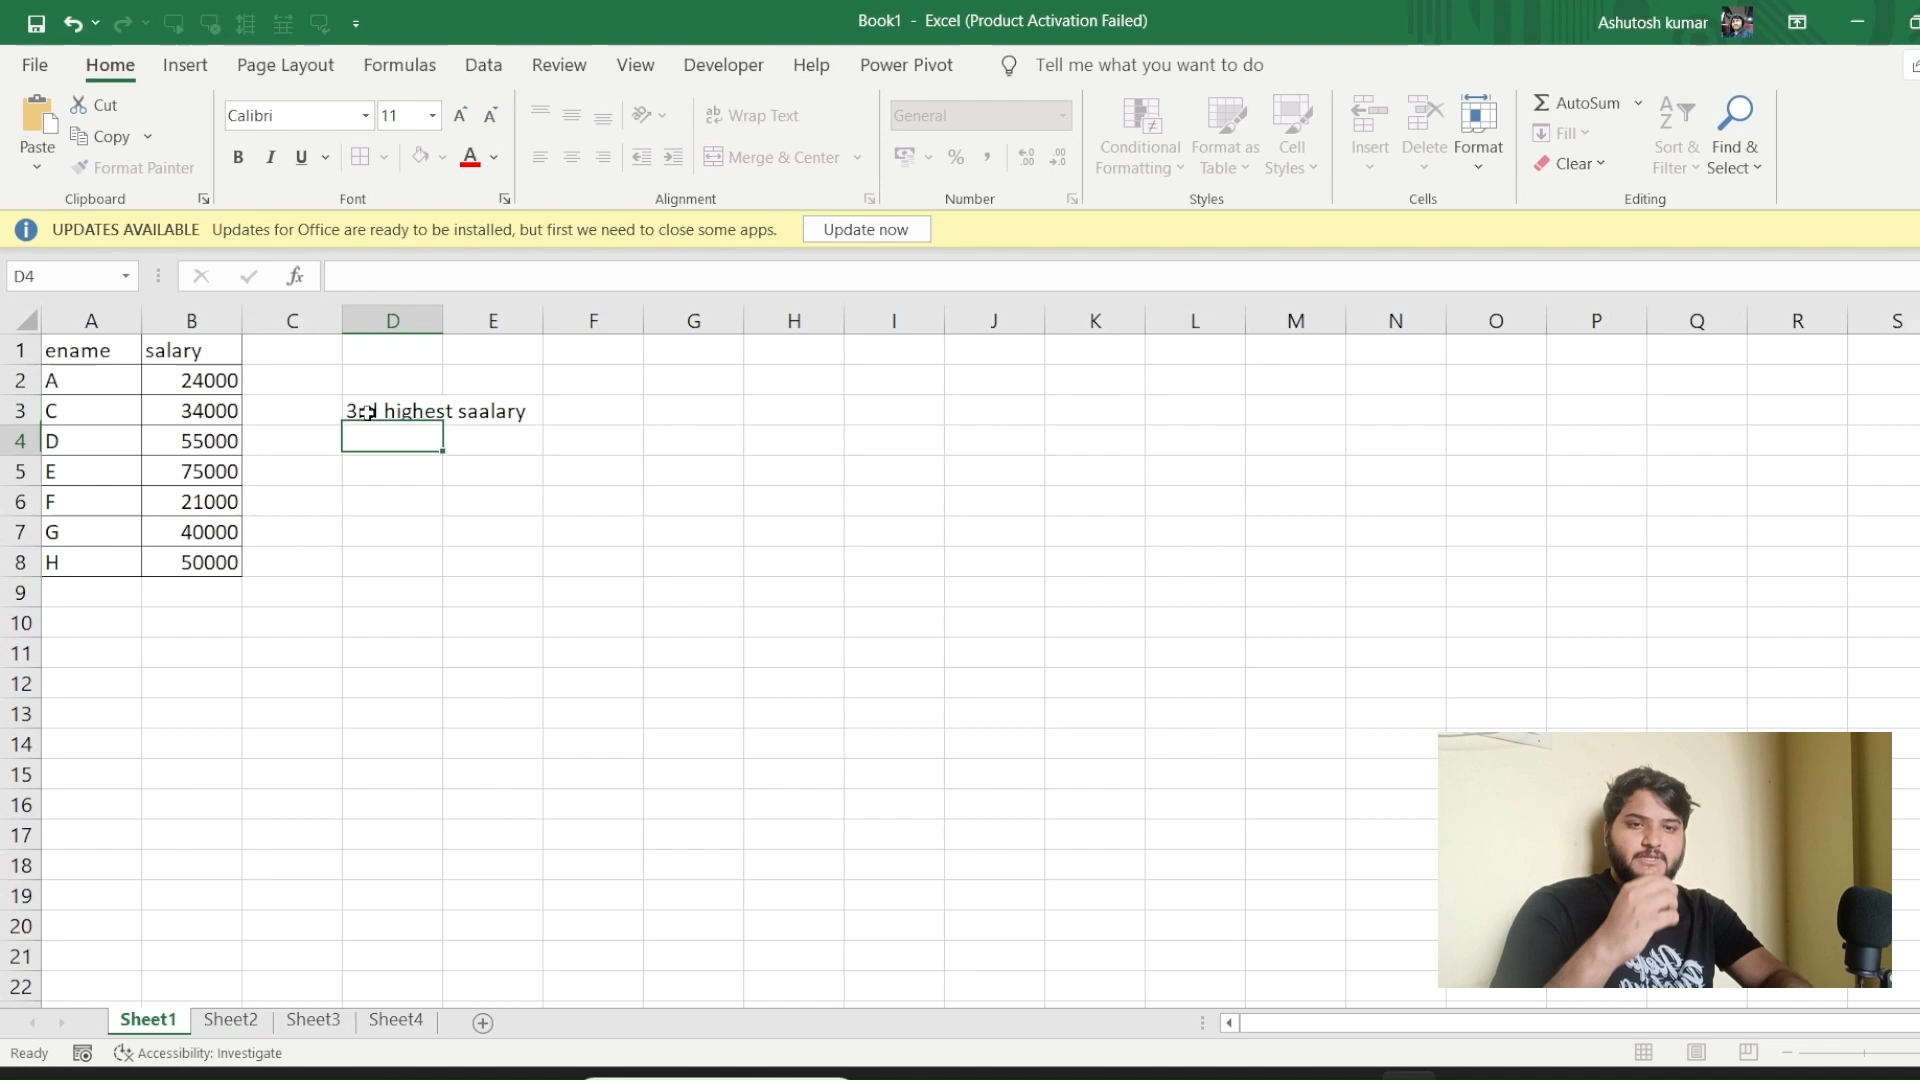 Book1 - Excel (Product Activation Failed)
Ashutosh kumar
File Home Insert Page Layout Formulas Data Review View Developer Help Power Pivot Tell me what you want to do
Paste
Cut
Copy
Format Painter
Clipboard
Calibri 11
B I U
Font
Wrap Text
Merge & Center
Alignment
General
Number
Conditional Formatting
Format as Table
Cell Styles
Styles
Insert Delete Format
Cells
AutoSum
Fill
Clear
Sort & Filter
Find & Select
Editing
UPDATES AVAILABLE Updates for Office are ready to be installed, but first we need to close some apps. Update now
D4 fx
A B C D E F G H I J K L M N O P Q R S
1 ename salary
2 A 24000
3 C 34000 3rd highest saalary
4 D 55000
5 E 75000
6 F 21000
7 G 40000
8 H 50000
9
10
11
12
13
14
15
16
17
18
19
20
21
22
Sheet1 Sheet2 Sheet3 Sheet4
Ready Accessibility: Investigate